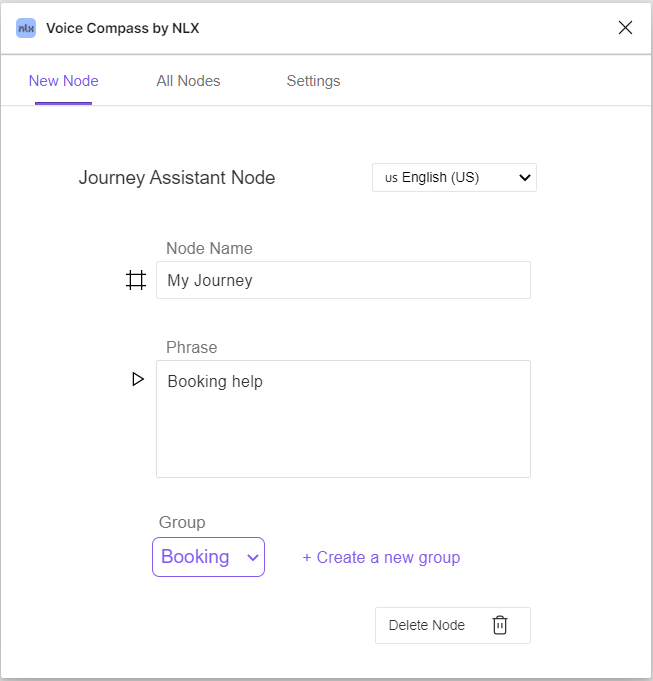 nlx Voice Compass by NLX
New Node All Nodes Settings
Journey Assistant Node us English (US)
Node Name
My Journey
Phrase
Booking help
Group
Booking + Create a new group
Delete Node